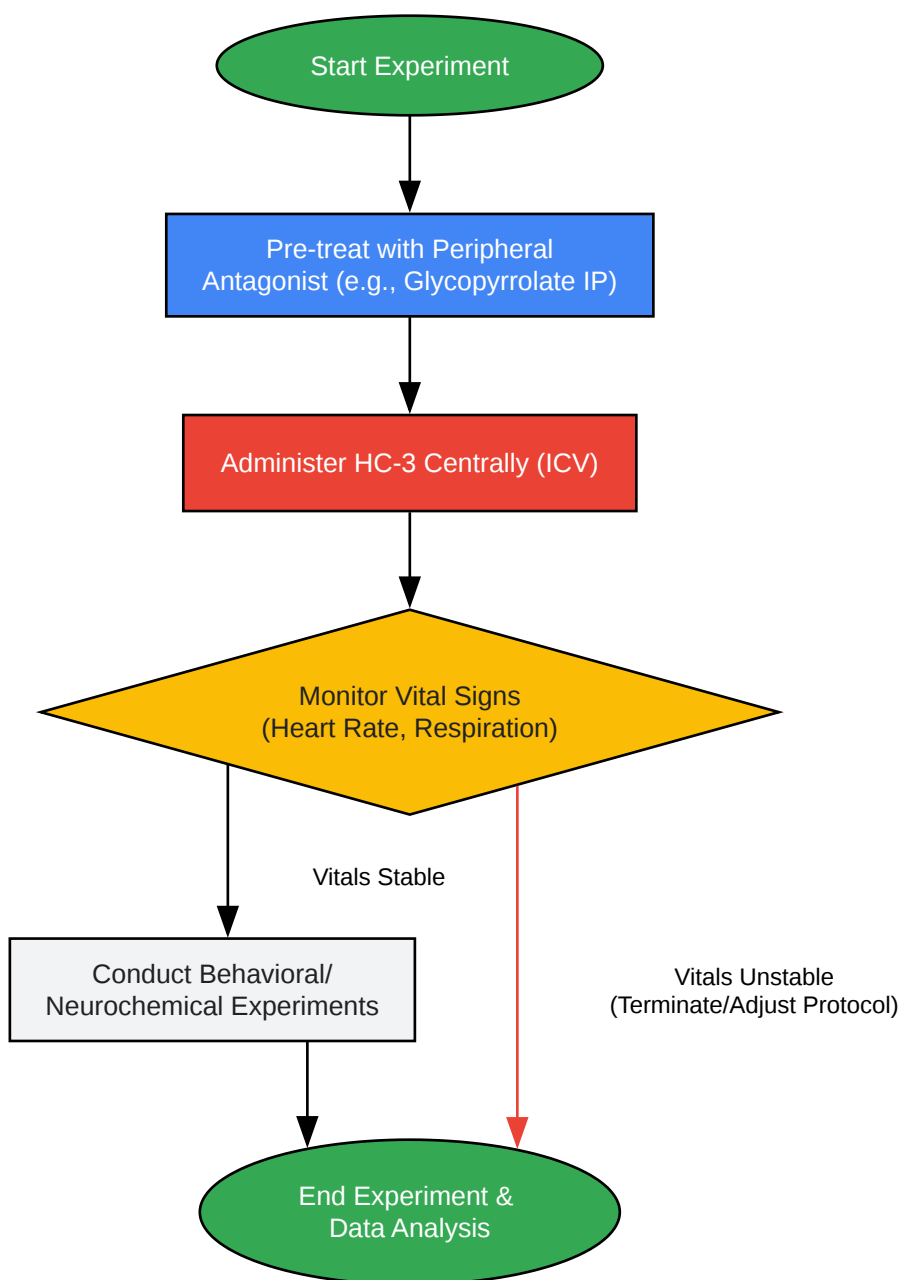 Start Experiment
Pre-treat with Peripheral
Antagonist (e.g., Glycopyrrolate IP)
Administer HC-3 Centrally (ICV)
Monitor Vital Signs
(Heart Rate, Respiration)
Vitals Stable
Conduct Behavioral/
Neurochemical Experiments
Vitals Unstable
(Terminate/Adjust Protocol)
End Experiment &
Data Analysis